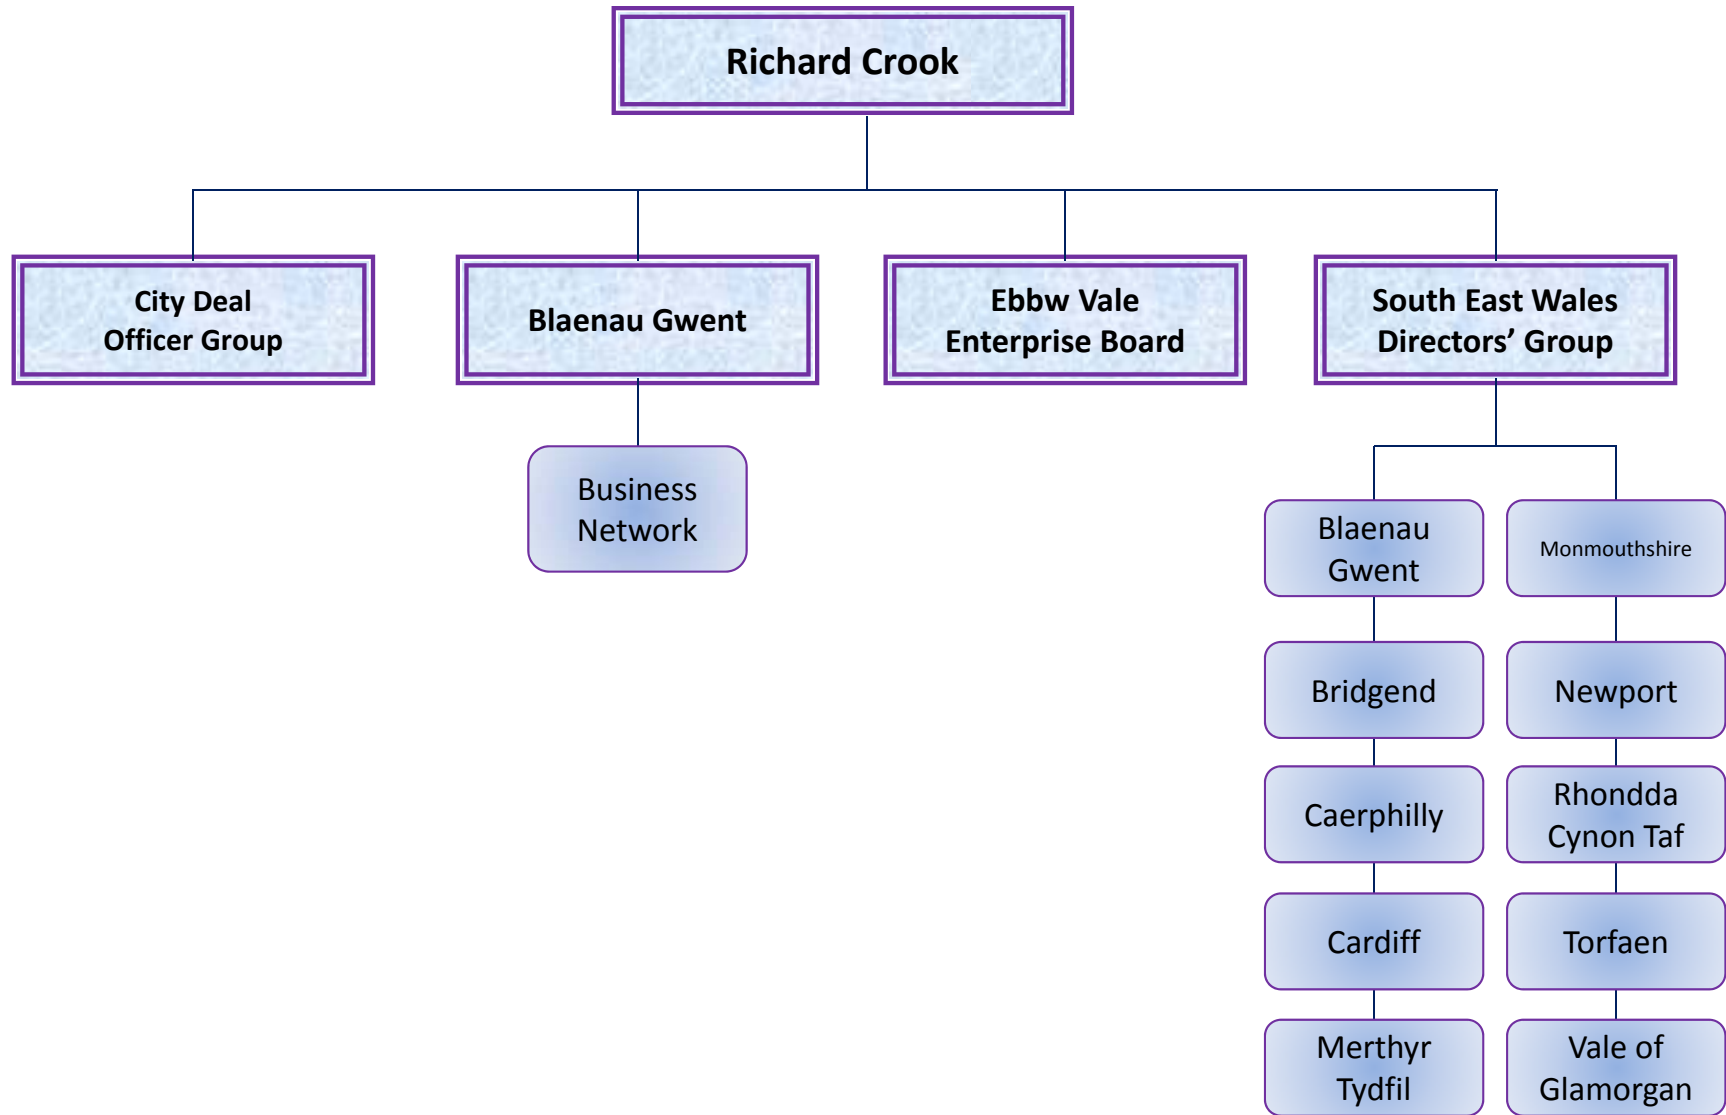 Richard Crook
City Deal
Officer Group
Blaenau Gwent
Ebbw Vale
Enterprise Board
South East Wales
Directors’ Group
Business
Network
Blaenau
Gwent
Monmouthshire
Bridgend
Newport
Caerphilly
Rhondda
Cynon Taf
Cardiff
Torfaen
Merthyr
Tydfil
Vale of
Glamorgan